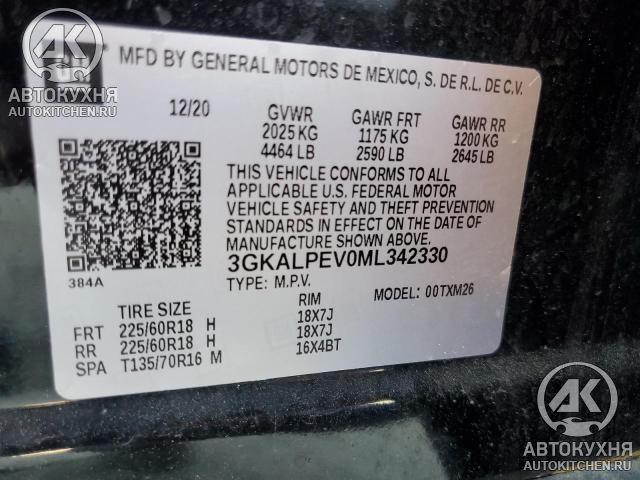 GM
MFD BY GENERAL MOTORS DE MEXICO, S. DE R.L. DE C.V.
12/20 GVWR GAWR FRT GAWR RR
2025 KG 1175 KG 1200 KG
4464 LB 2590 LB 2645 LB
THIS VEHICLE CONFORMS TO ALL
APPLICABLE U.S. FEDERAL MOTOR
VEHICLE SAFETY AND THEFT PREVENTION
STANDARDS IN EFFECT ON THE DATE OF
MANUFACTURE SHOWN ABOVE.
3GKALPEV0ML342330
384A TYPE: M.P.V. MODEL: 00TXM26
TIRE SIZE RIM
FRT 225/60R18 H 18X7J
RR 225/60R18 H 18X7J
SPA T135/70R16 M 16X4BT
АК
АВТОКУХНЯ
AUTOKITCHEN.RU
АК
АВТОКУХНЯ
AUTOKITCHEN.RU